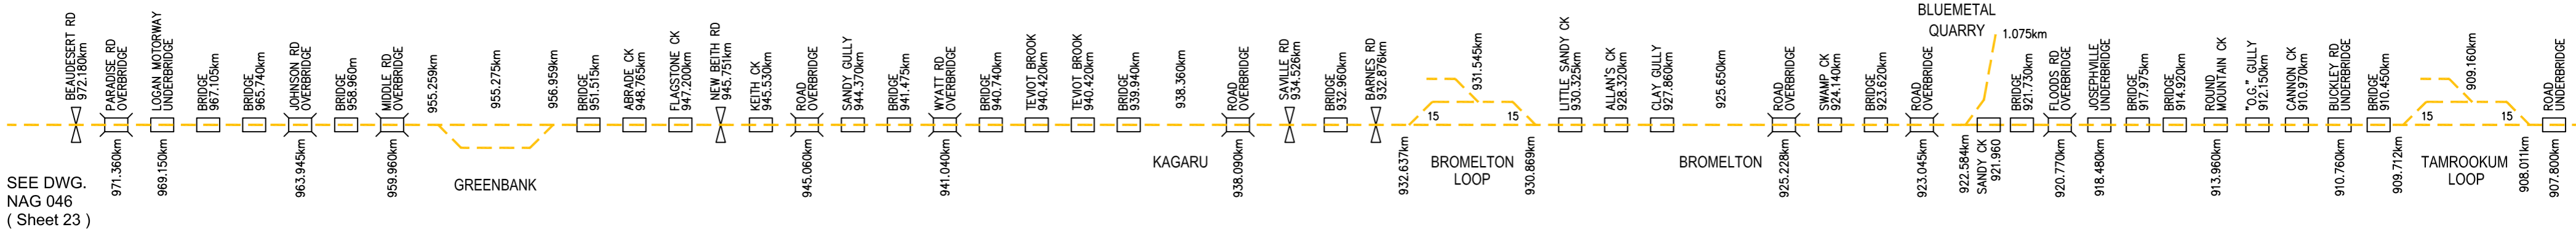 BEAUDESERT RD
972.180km
PARADISE RD
OVERBRIDGE
971.360km
LOGAN MOTORWAY
UNDERBRIDGE
969.150km
BRIDGE
967.105km
BRIDGE
965.740km
JOHNSON RD
OVERBRIDGE
963.945km
BRIDGE
958.960m
MIDDLE RD
OVERBRIDGE
959.960km
955.259km
955.275km
956.959km
GREENBANK
BRIDGE
951.515km
ABRADE CK
948.765km
FLAGSTONE CK
947.200km
NEW BEITH RD
945.751km
KEITH CK
945.530km
ROAD
OVERBRIDGE
945.060km
SANDY GULLY
944.370km
BRIDGE
941.475km
WYATT RD
OVERBRIDGE
941.040km
BRIDGE
940.740km
TEVIOT BROOK
940.420km
TEVIOT BROOK
940.420km
BRIDGE
939.940km
938.360km
KAGARU
ROAD
OVERBRIDGE
938.090km
SAVILLE RD
934.526km
BRIDGE
932.960km
BARNES RD
932.876km
932.637km
15
931.545km
15
BROMELTON
LOOP
930.869km
LITTLE SANDY CK
930.325km
ALLAN'S CK
928.320km
CLAY GULLY
927.860km
925.650km
BROMELTON
ROAD
OVERBRIDGE
925.228km
SWAMP CK
924.140km
BRIDGE
923.620km
ROAD
OVERBRIDGE
923.045km
BLUEMETAL
QUARRY
1.075km
922.584km
SANDY CK
921.960
BRIDGE
921.730km
FLOODS RD
OVERBRIDGE
920.770km
JOSEPHVILLE
UNDERBRIDGE
918.480km
BRIDGE
917.975km
BRIDGE
914.920km
ROUND
MOUNTAIN CK
913.960km
"O.G." GULLY
912.150km
CANNON CK
910.970km
BUCKLEY RD
UNDERBRIDGE
910.760km
BRIDGE
910.450km
909.712km
15
909.160km
15
TAMROOKUM
LOOP
908.011km
ROAD
UNDERBRIDGE
907.800km
SEE DWG.
NAG 046
( Sheet 23 )